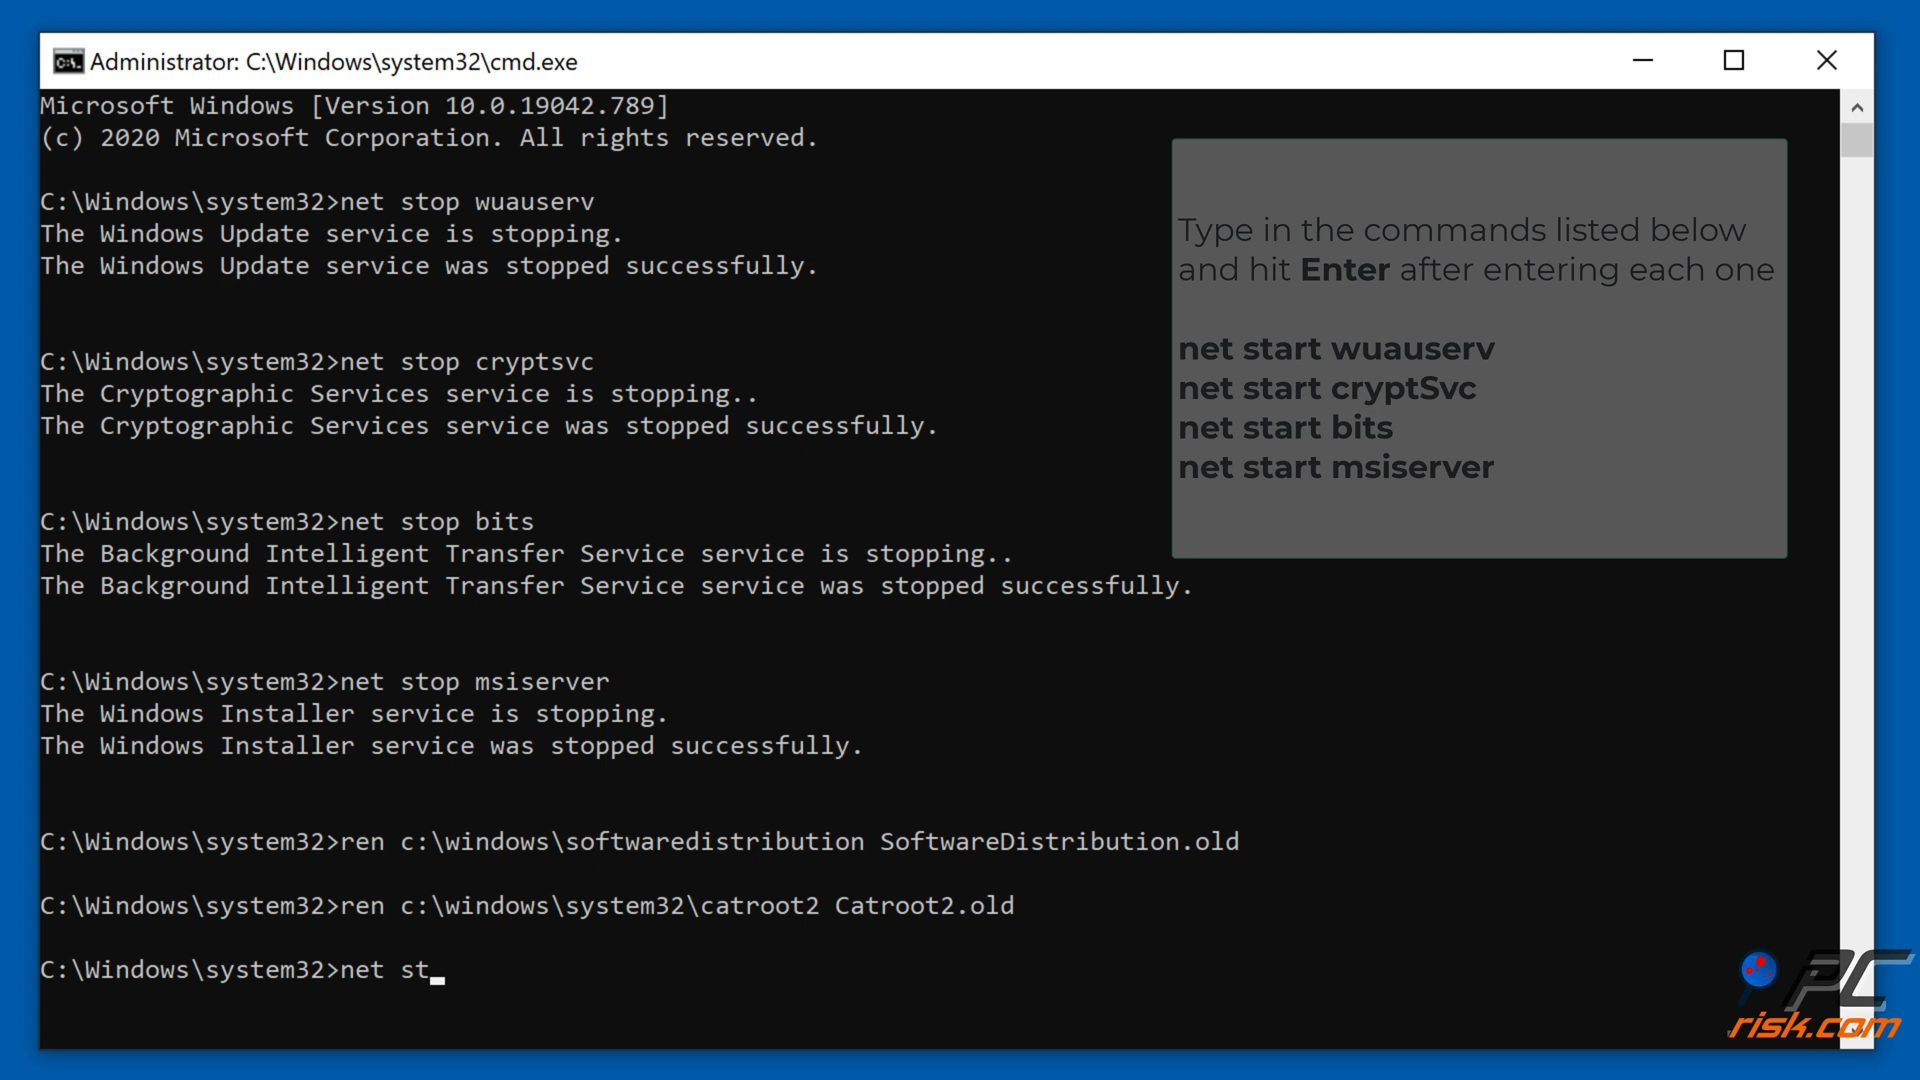 Administrator: C:\Windows\system32\cmd.exe
Microsoft Windows [Version 10.0.19042.789]
(c) 2020 Microsoft Corporation. All rights reserved.
C:\Windows\system32>net stop wuauserv
The Windows Update service is stopping.
The Windows Update service was stopped successfully.
C:\Windows\system32>net stop cryptsvc
The Cryptographic Services service is stopping..
The Cryptographic Services service was stopped successfully.
C:\Windows\system32>net stop bits
The Background Intelligent Transfer Service service is stopping..
The Background Intelligent Transfer Service service was stopped successfully.
C:\Windows\system32>net stop msiserver
The Windows Installer service is stopping.
The Windows Installer service was stopped successfully.
C:\Windows\system32>ren c:\windows\softwaredistribution SoftwareDistribution.old
C:\Windows\system32>ren c:\windows\system32\catroot2 Catroot2.old
C:\Windows\system32>net st_
Type in the commands listed below
and hit Enter after entering each one
net start wuauserv
net start cryptSvc
net start bits
net start msiserver
PC
risk.com